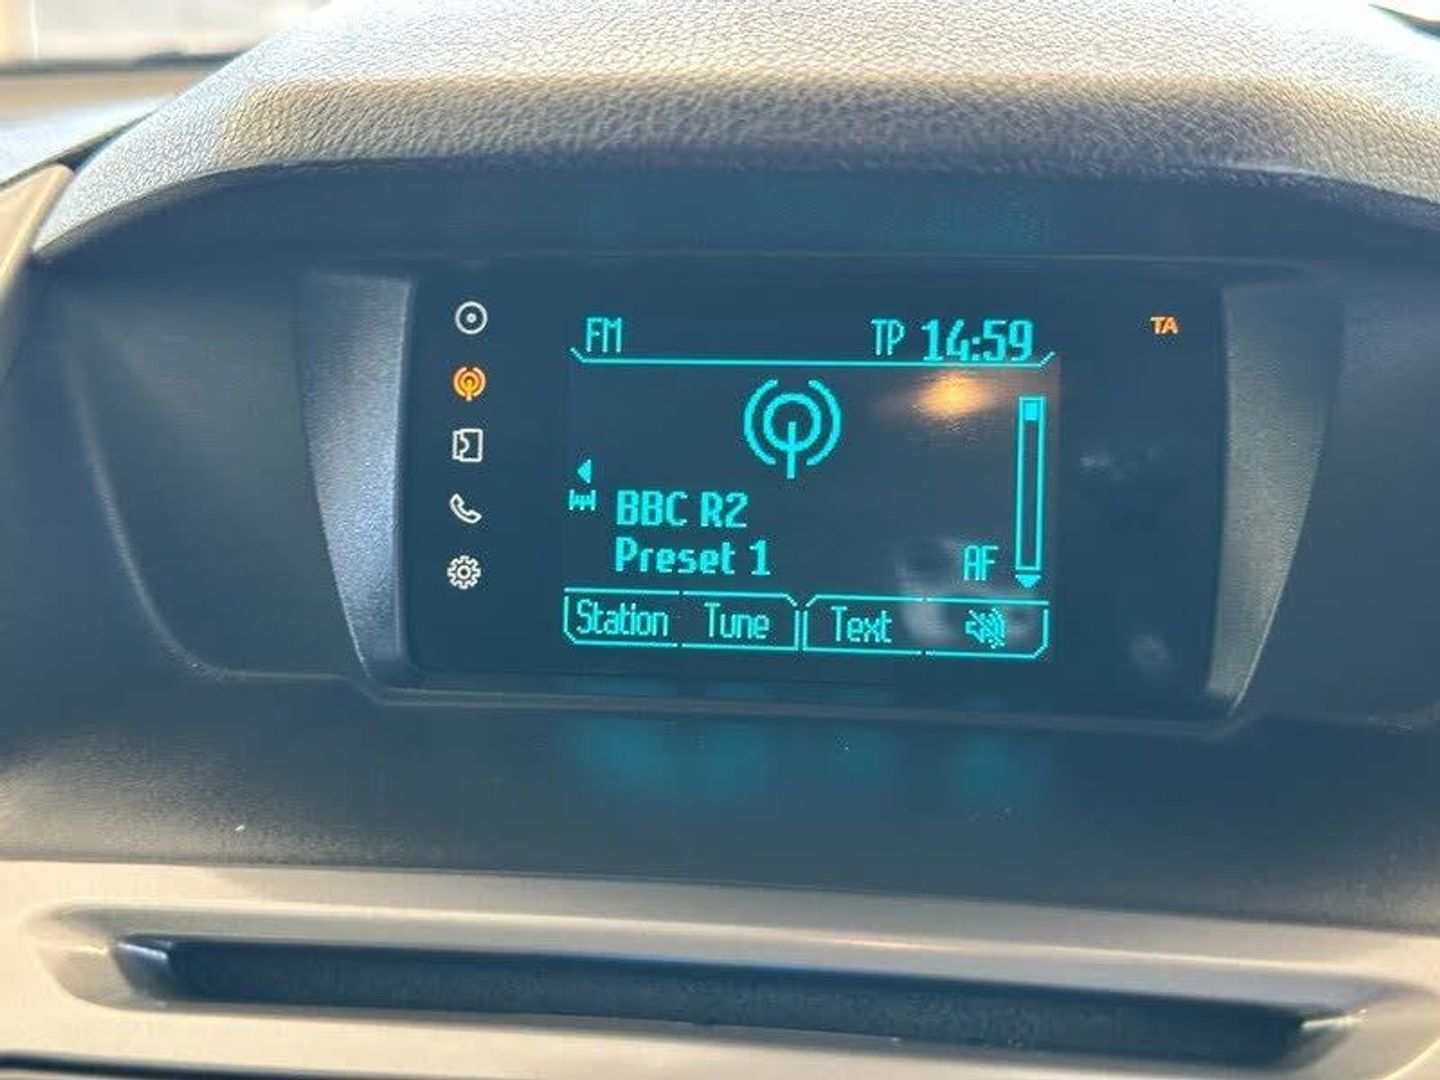 FM TP 14:59 TA
BBC R2
Preset 1 AF
Station Tune Text